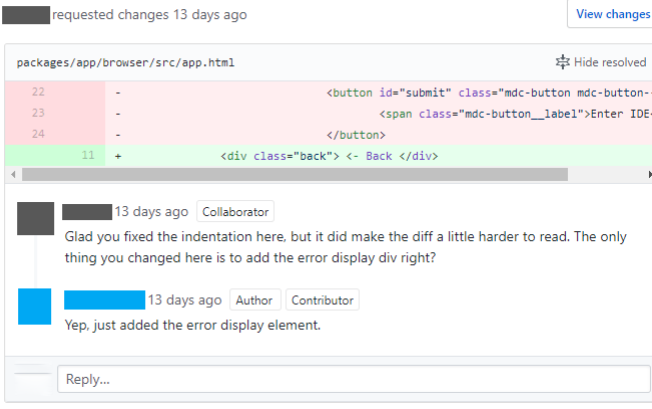 requested changes 13 days ago
View changes
packages/app/browser/src/app.html
Hide resolved
22 - <button id="submit" class="mdc-button mdc-button-
23 - <span class="mdc-button__label">Enter IDE
24 - </button>
11 + <div class="back"> <- Back </div>
13 days ago Collaborator
Glad you fixed the indentation here, but it did make the diff a little harder to read. The only
thing you changed here is to add the error display div right?
13 days ago Author Contributor
Yep, just added the error display element.
Reply...